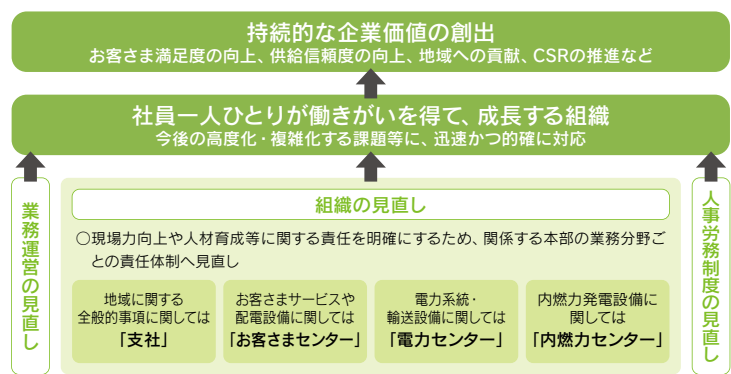 持続的な企業価値の創出
お客さま満足度の向上、供給信頼度の向上、地域への貢献、CSRの推進など
社員一人ひとりが働きがいを得て、成長する組織
今後の高度化・複雑化する課題等に、迅速かつ的確に対応
業務運営の見直し
組織の見直し
○現場力向上や人材育成等に関する責任を明確にするため、関係する本部の業務分野ご
との責任体制へ見直し
地域に関する
全般的事項に関しては
「支社」
お客さまサービスや
配電設備に関しては
「お客さまセンター」
電力系統・
輸送設備に関しては
「電力センター」
内燃力発電設備に
関しては
「内燃力センター」
人事労務制度の見直し